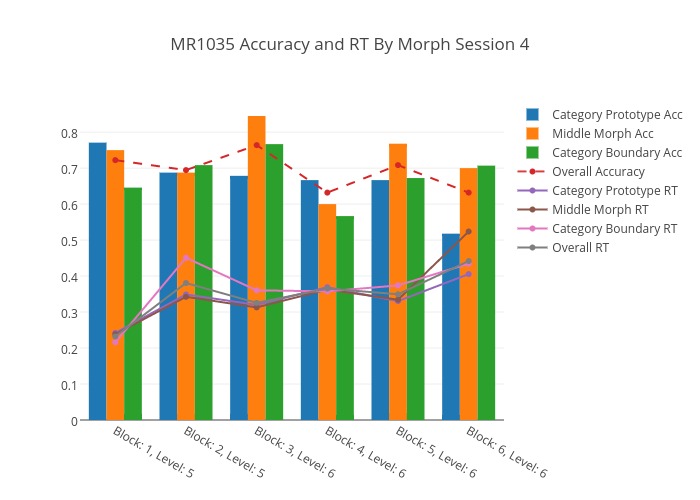 MR1035 Accuracy and RT By Morph Session 4
0.8
0.7
0.6
0.5
0.4
0.3
0.2
0.1
0
Block: 1, Level: 5
Block: 2, Level: 5
Block: 3, Level: 6
Block: 4, Level: 6
Block: 5, Level: 6
Block: 6, Level: 6
Category Prototype Acc
Middle Morph Acc
Category Boundary Acc
Overall Accuracy
Category Prototype RT
Middle Morph RT
Category Boundary RT
Overall RT